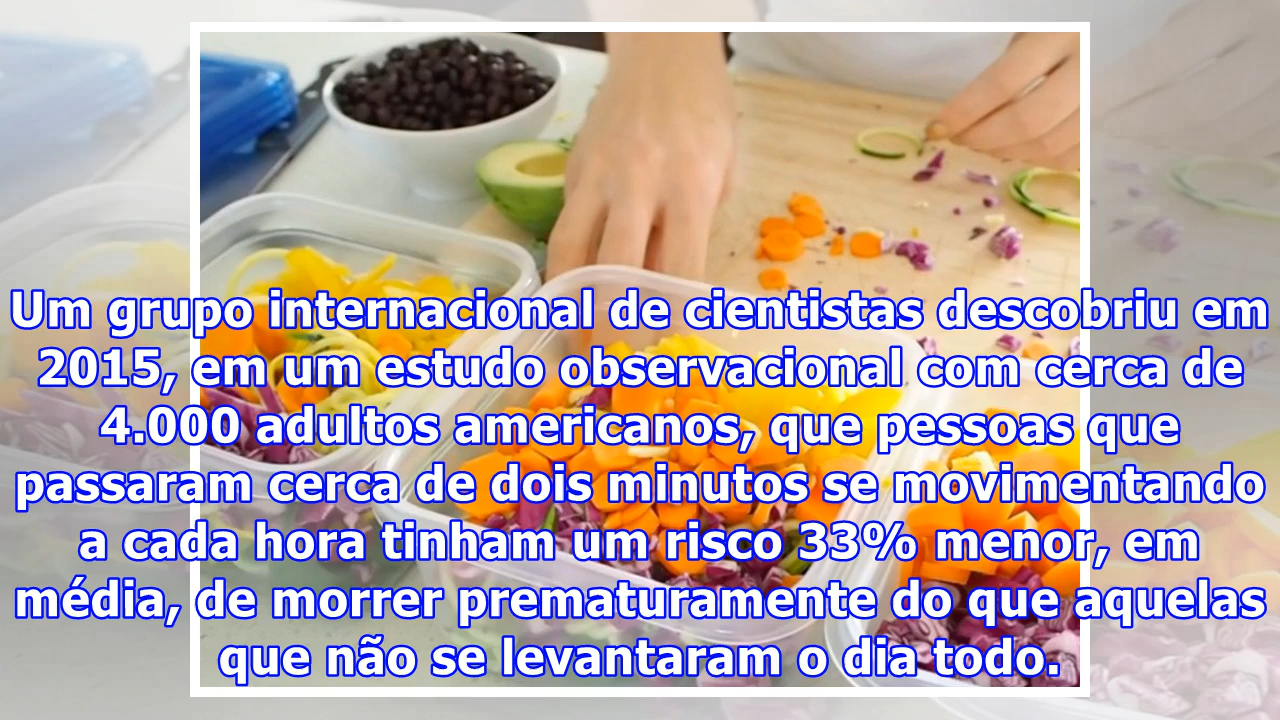 Um grupo internacional de cientistas descobriu em
2015, em um estudo observacional com cerca de
4.000 adultos americanos, que pessoas que
passaram cerca de dois minutos se movimentando
a cada hora tinham um risco 33% menor, em
média, de morrer prematuramente do que aquelas
que não se levantaram o dia todo.